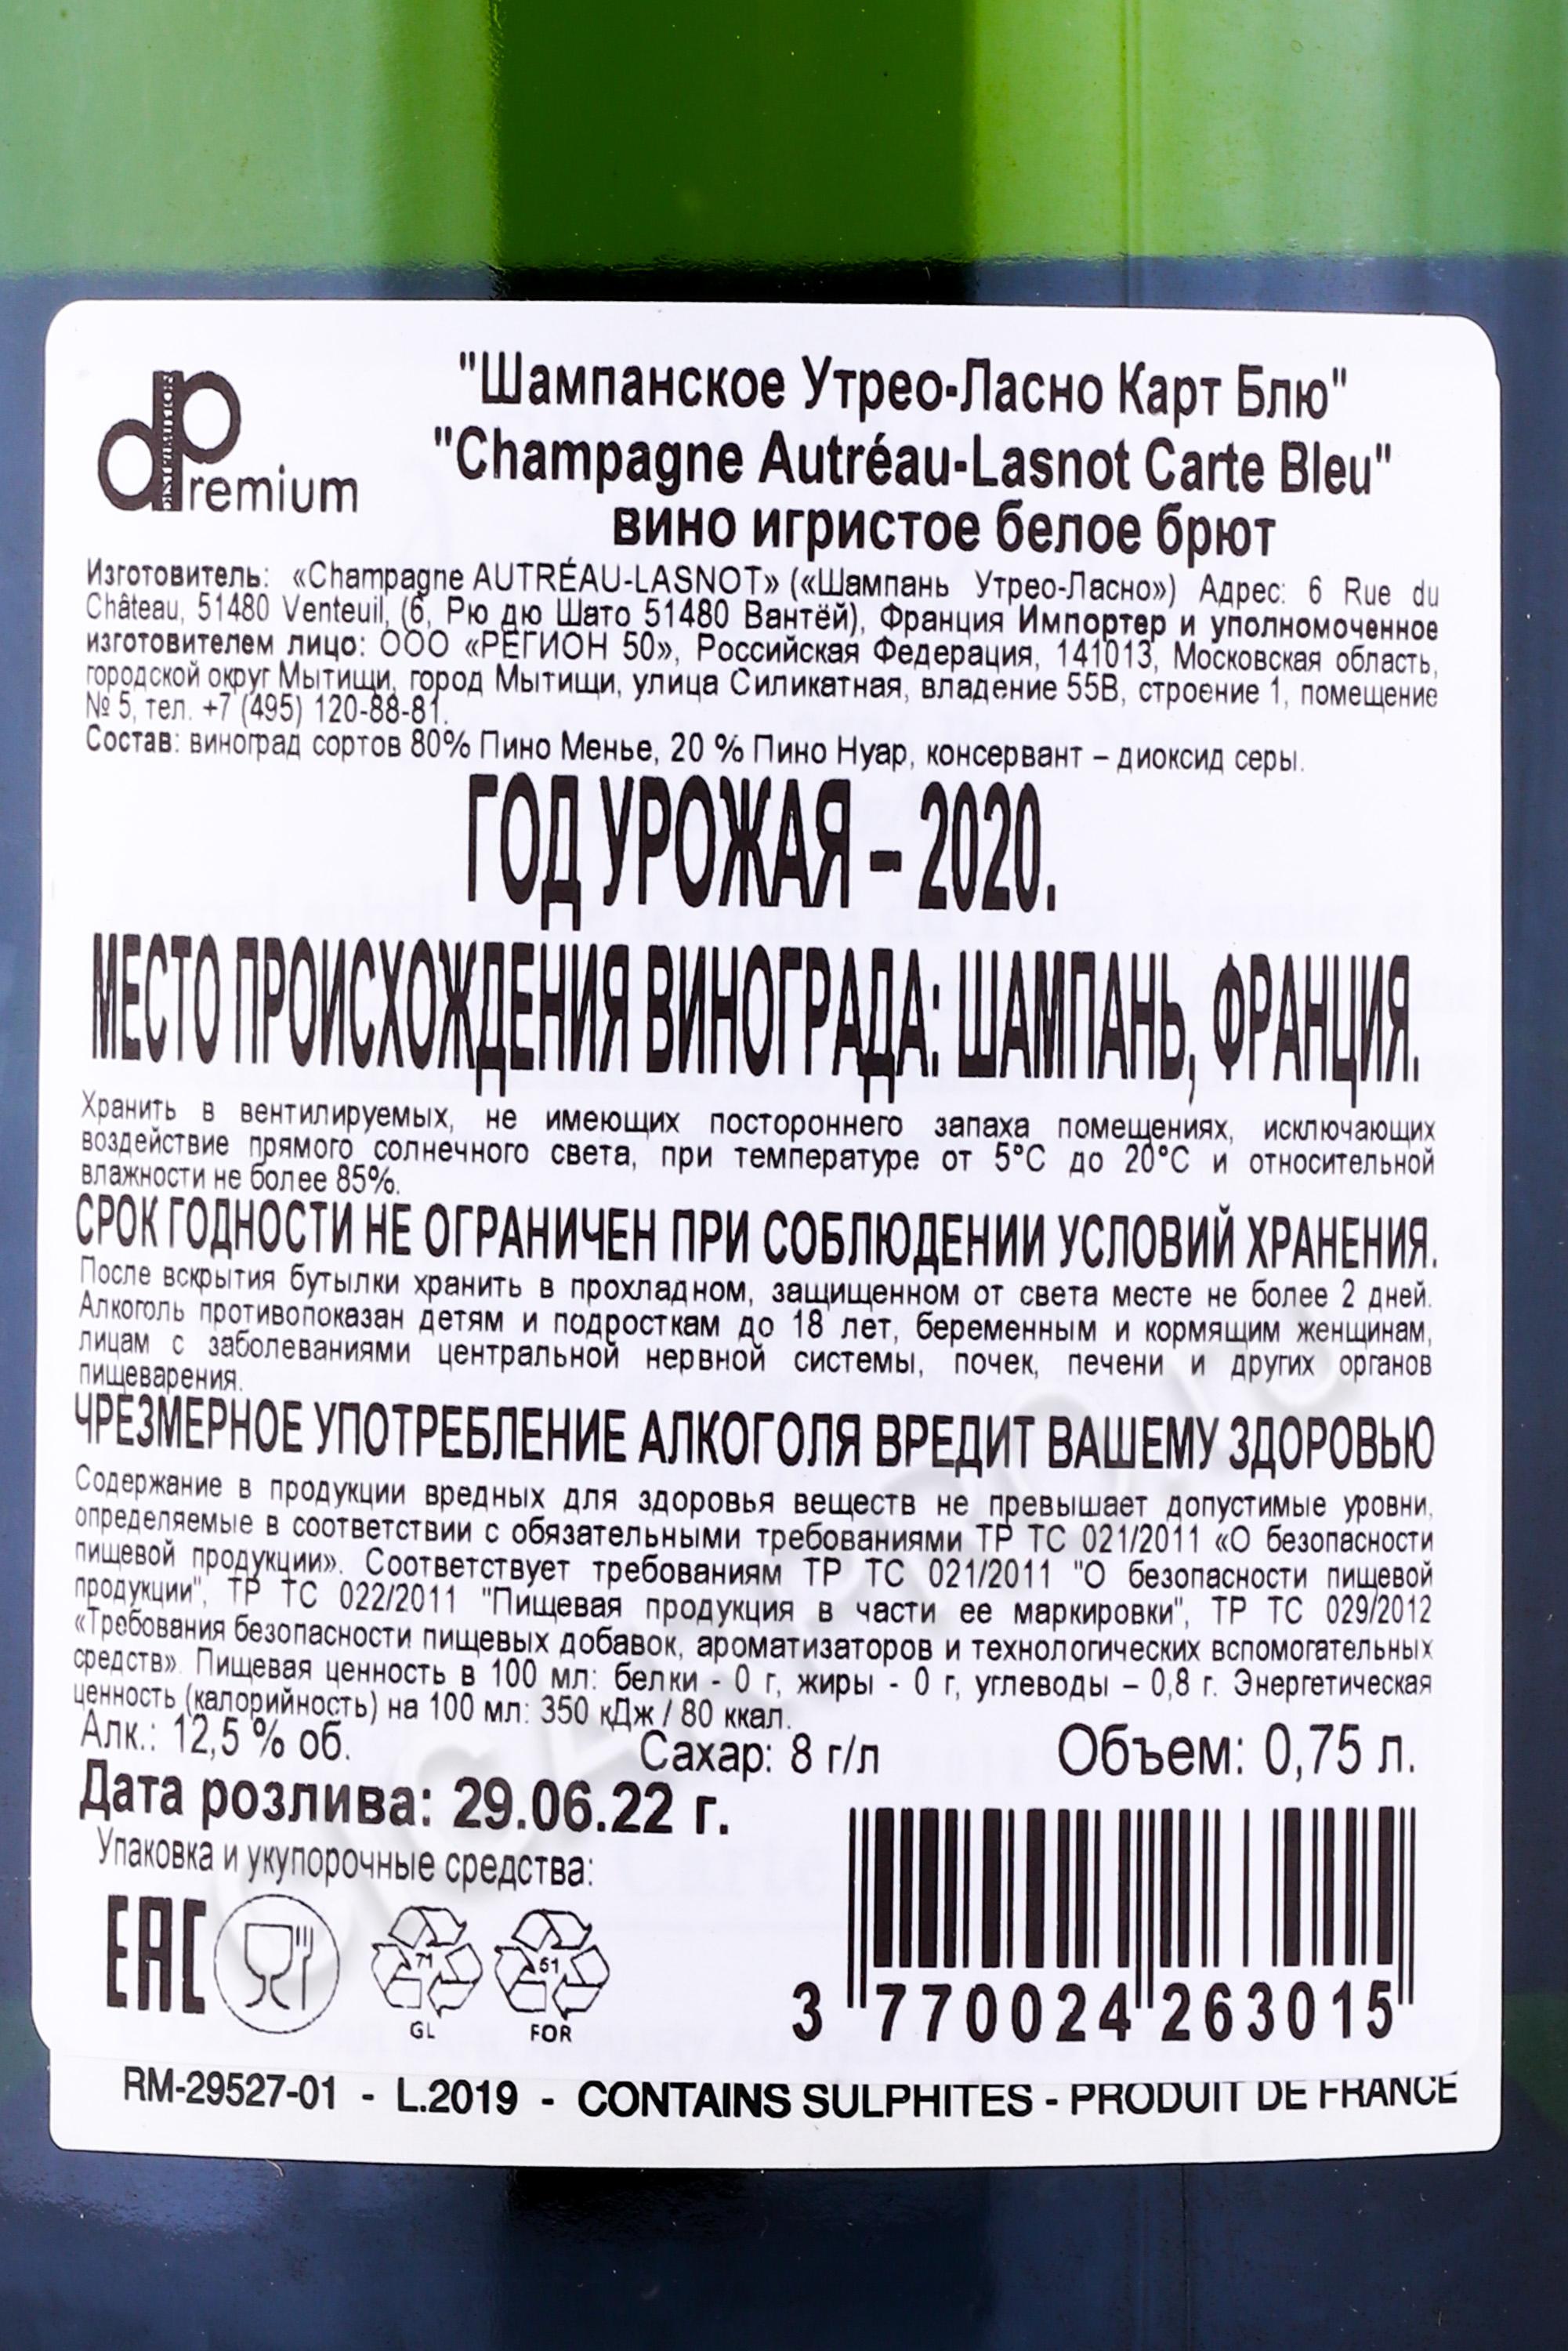 DISTRIBUTION
dPremium
"Шампанское Утрео-Ласно Карт Блю"
"Champagne Autréau-Lasnot Carte Bleu"
вино игристое белое брют
Изготовитель: «Champagne AUTRÉAU-LASNOT» («Шампань Утрео-Ласно») Адрес: 6 Rue du
Château, 51480 Venteuil, (6, Рю дю Шато 51480 Вантёй), Франция Импортер и уполномоченное
изготовителем лицо: ООО «РЕГИОН 50», Российская Федерация, 141013, Московская область,
городской округ Мытищи, город Мытищи, улица Силикатная, владение 55В, строение 1, помещение
№ 5, тел. +7 (495) 120-88-81.
Состав: виноград сортов 80% Пино Менье, 20 % Пино Нуар, консервант – диоксид серы.
ГОД УРОЖАЯ – 2020.
МЕСТО ПРОИСХОЖДЕНИЯ ВИНОГРАДА: ШАМПАНЬ, ФРАНЦИЯ.
Хранить в вентилируемых, не имеющих постороннего запаха помещениях, исключающих
воздействие прямого солнечного света, при температуре от 5°С до 20°С и относительной
влажности не более 85%.
СРОК ГОДНОСТИ НЕ ОГРАНИЧЕН ПРИ СОБЛЮДЕНИИ УСЛОВИЙ ХРАНЕНИЯ.
После вскрытия бутылки хранить в прохладном, защищенном от света месте не более 2 дней.
Алкоголь противопоказан детям и подросткам до 18 лет, беременным и кормящим женщинам,
лицам с заболеваниями центральной нервной системы, почек, печени и других органов
пищеварения.
ЧРЕЗМЕРНОЕ УПОТРЕБЛЕНИЕ АЛКОГОЛЯ ВРЕДИТ ВАШЕМУ ЗДОРОВЬЮ
Содержание в продукции вредных для здоровья веществ не превышает допустимые уровни,
определяемые в соответствии с обязательными требованиями ТР ТС 021/2011 «О безопасности
пищевой продукции». Соответствует требованиям ТР ТС 021/2011 "О безопасности пищевой
продукции", ТР ТС 022/2011 "Пищевая продукция в части ее маркировки", ТР ТС 029/2012
«Требования безопасности пищевых добавок, ароматизаторов и технологических вспомогательных
средств». Пищевая ценность в 100 мл: белки - 0 г, жиры - 0 г, углеводы – 0,8 г. Энергетическая
ценность (калорийность) на 100 мл: 350 кДж / 80 ккал.
Алк.: 12,5 % об. Сахар: 8 г/л Объем: 0,75 л.
Дата розлива: 29.06.22 г.
Упаковка и укупорочные средства:
EAC 71 51
GL FOR
3 770024 263015
RM-29527-01 - L.2019 - CONTAINS SULPHITES - PRODUIT DE FRANCE
CIGARPRO.ru